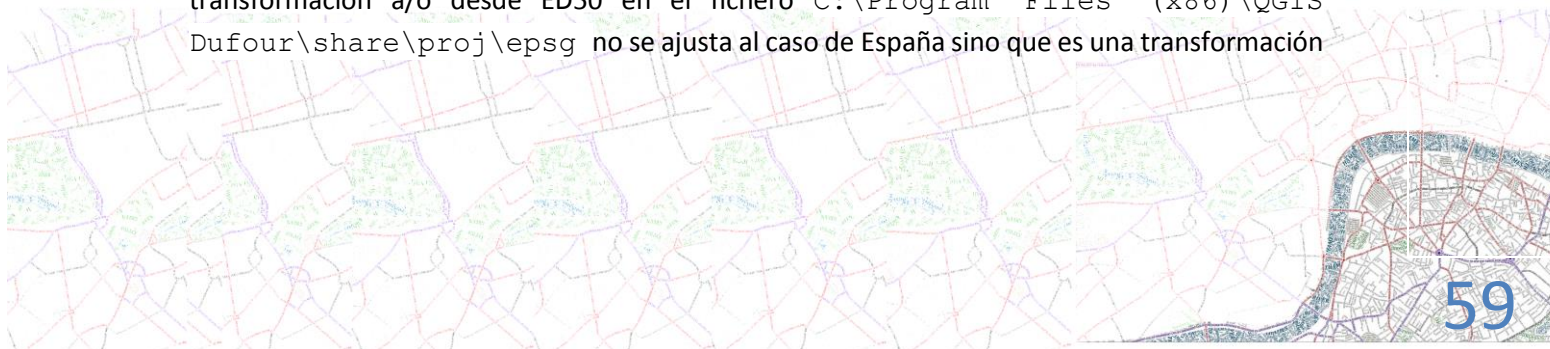 transformación a/o desde ED50 en el fichero C:\Program Files (x86)\QGIS
Dufour\share\proj\epsg no se ajusta al caso de España sino que es una transformación
59